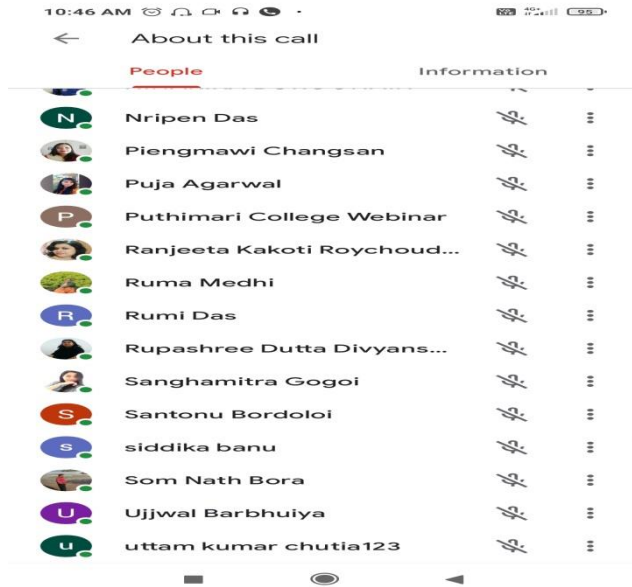 10:46 AM
4G+
95
About this call
People
Information
N
Nripen Das
Piengmawi Changsan
Puja Agarwal
P
Puthimari College Webinar
Ranjeeta Kakoti Roychoud...
Ruma Medhi
R
Rumi Das
Rupashree Dutta Divyans...
Sanghamitra Gogoi
S
Santonu Bordoloi
s
siddika banu
Som Nath Bora
U
Ujjwal Barbhuiya
u
uttam kumar chutia123